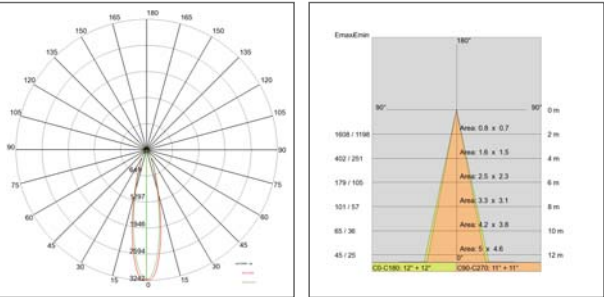 180
165 165
150 150
135 135
120 120
105 105
90 90
75 75
60 60
45 45
30 30
15 15
0
649
1297
1946
2594
3242
Emax/Emin
180°
90° 90°
0 m
Area: 0.8 x 0.7
1608 / 1198 2 m
Area: 1.6 x 1.5
402 / 251 4 m
Area: 2.5 x 2.3
179 / 105 6 m
Area: 3.3 x 3.1
101 / 57 8 m
Area: 4.2 x 3.8
65 / 36 10 m
Area: 5 x 4.6
45 / 25 12 m
0°
C0-C180: 12° + 12° C90-C270: 11° + 11°